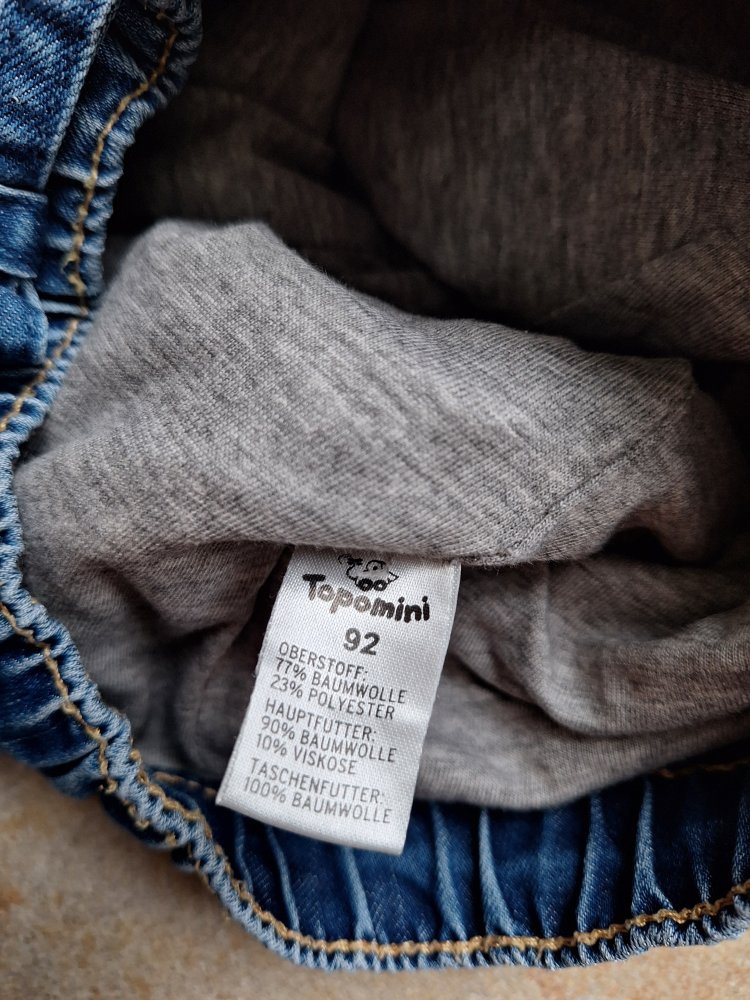 Topomini
92
OBERSTOFF:
77% BAUMWOLLE
23% POLYESTER
HAUPTFUTTER:
90% BAUMWOLLE
10% VISKOSE
TASCHENFUTTER:
100% BAUMWOLLE